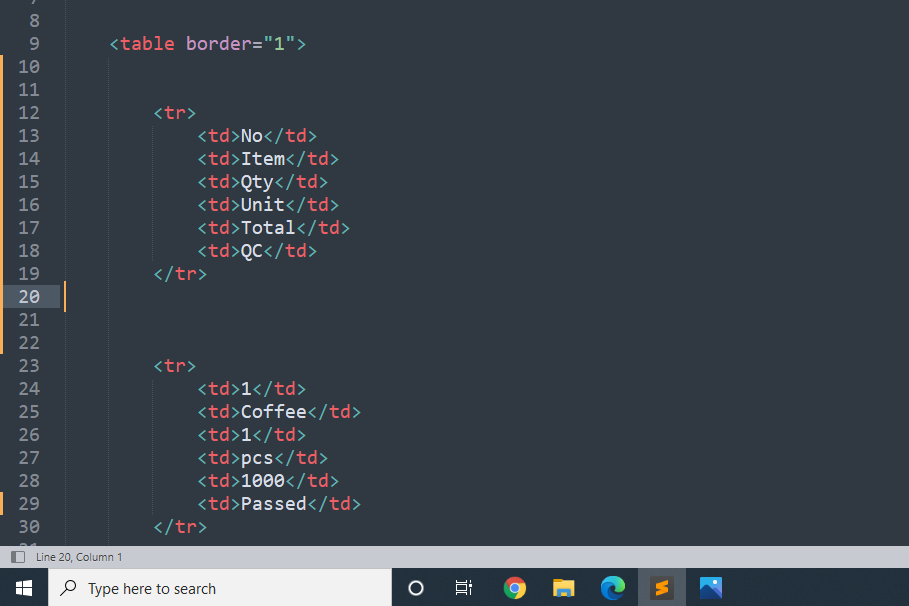 8
9 <table border="1">
10
11
12 <tr>
13 <td>No</td>
14 <td>Item</td>
15 <td>Qty</td>
16 <td>Unit</td>
17 <td>Total</td>
18 <td>QC</td>
19 </tr>
20
21
22
23 <tr>
24 <td>1</td>
25 <td>Coffee</td>
26 <td>1</td>
27 <td>pcs</td>
28 <td>1000</td>
29 <td>Passed</td>
30 </tr>
Line 20, Column 1
Type here to search